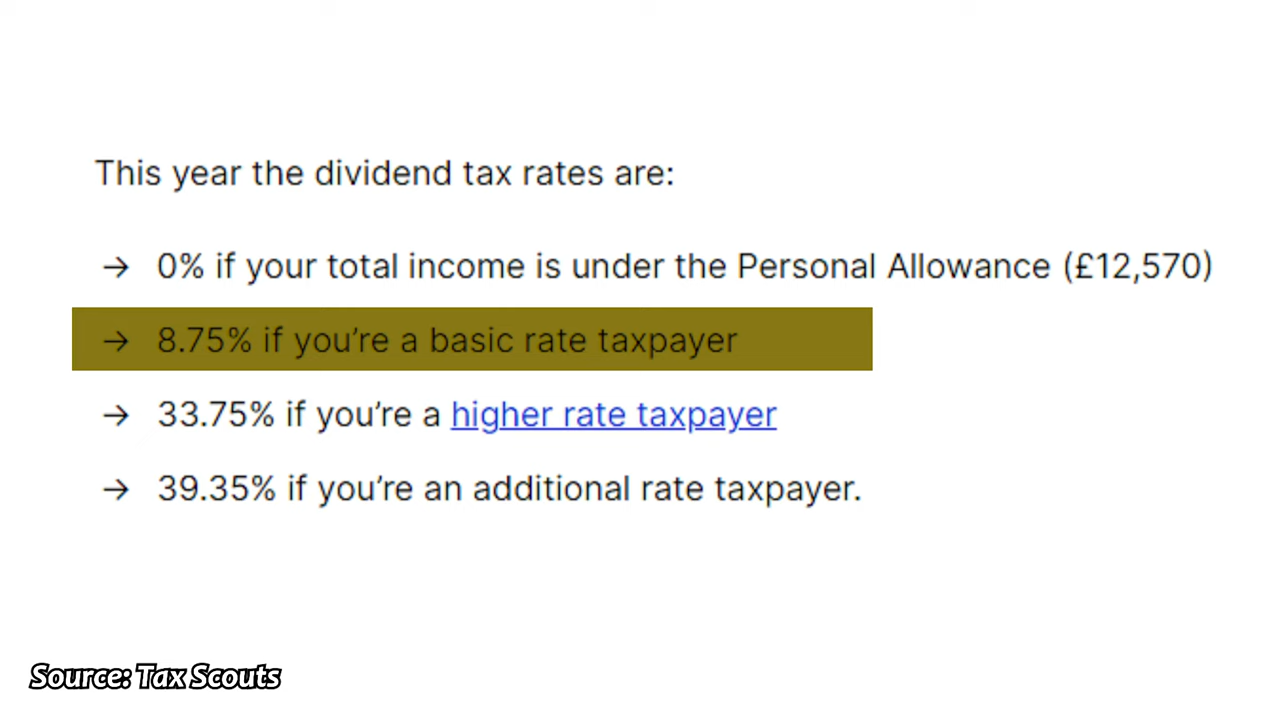 This year the dividend tax rates are:
→ 0% if your total income is under the Personal Allowance (£12,570)
→ 8.75% if you’re a basic rate taxpayer
→ 33.75% if you’re a higher rate taxpayer
→ 39.35% if you’re an additional rate taxpayer.
Source: Tax Scouts